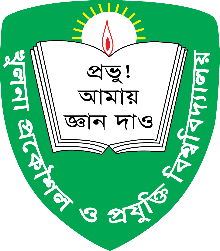 প্রভু!
আমায়
জ্ঞান দাও
খুলনা প্রকৌশল ও প্রযুক্তি বিশ্ববিদ্যালয়